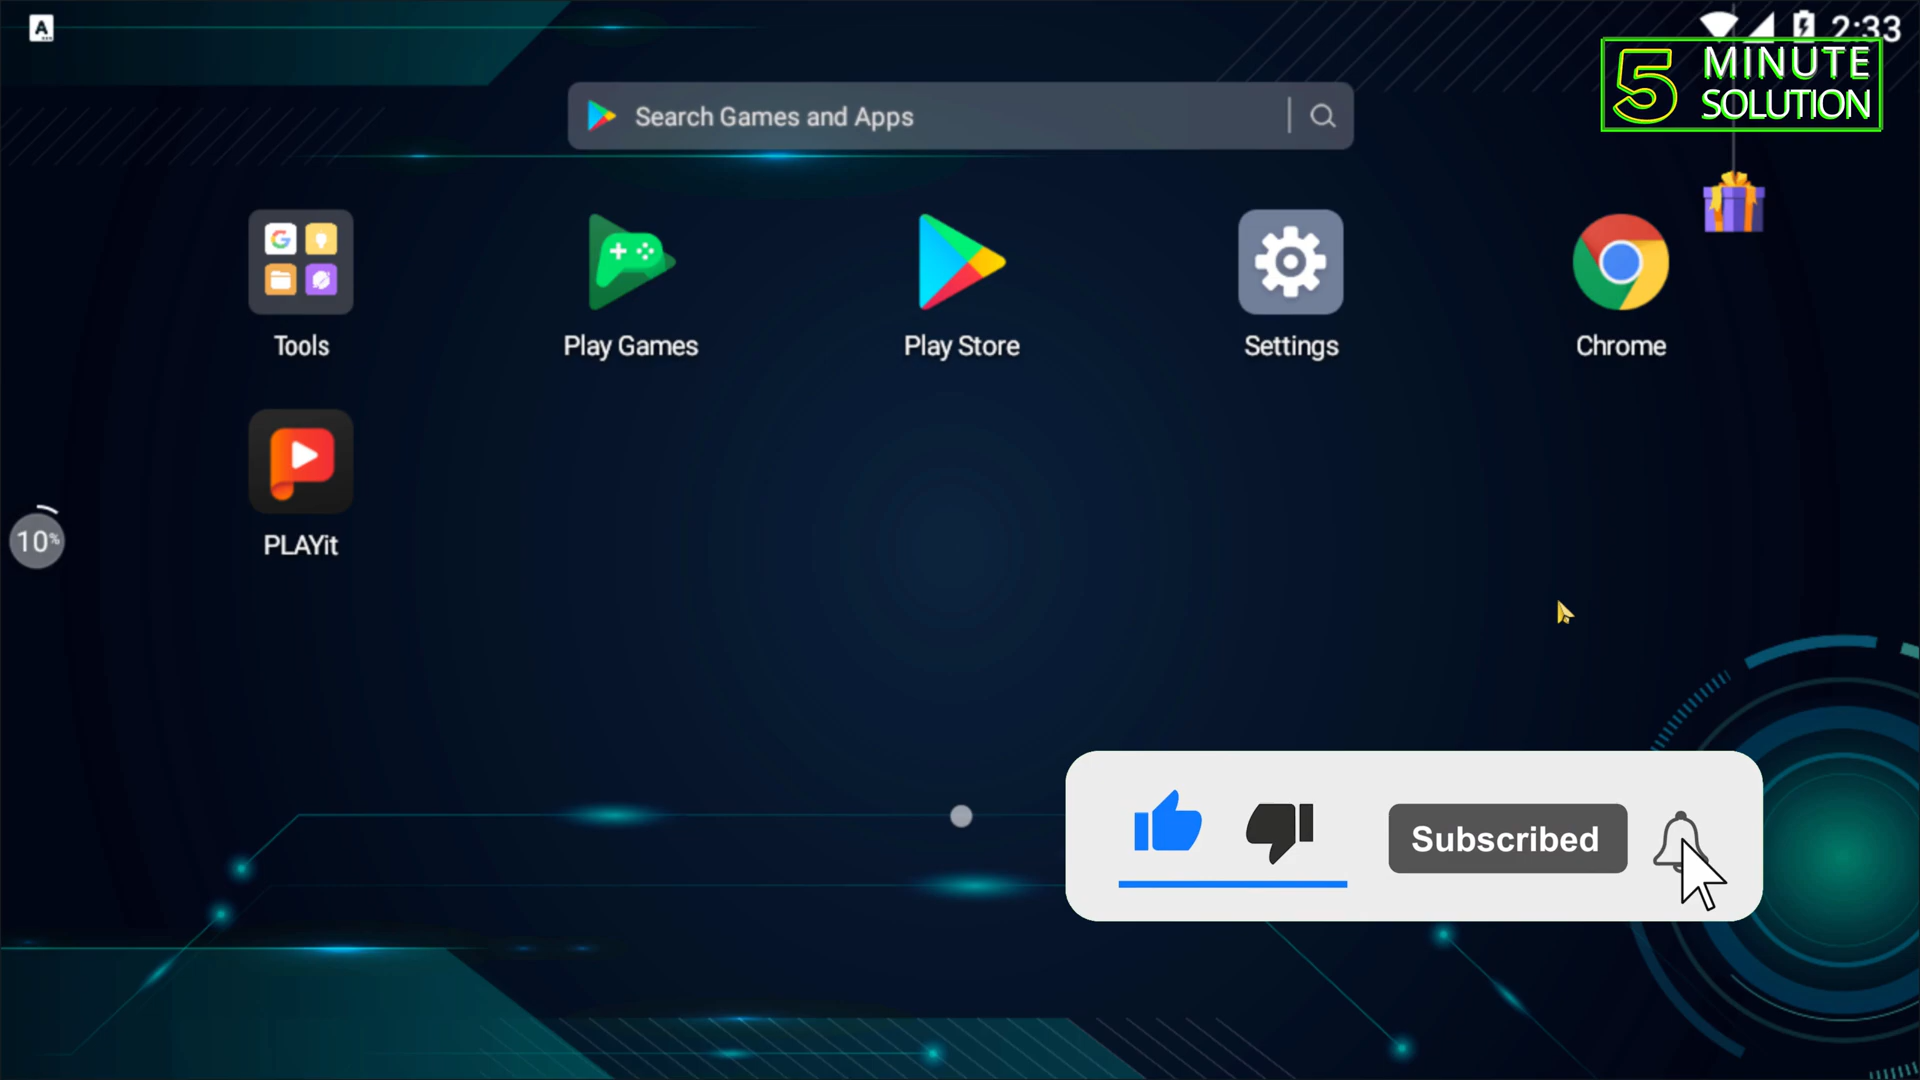 A
2:33
5 MINUTE
SOLUTION
Search Games and Apps
Tools
Play Games
Play Store
Settings
Chrome
PLAYit
10%
Subscribed